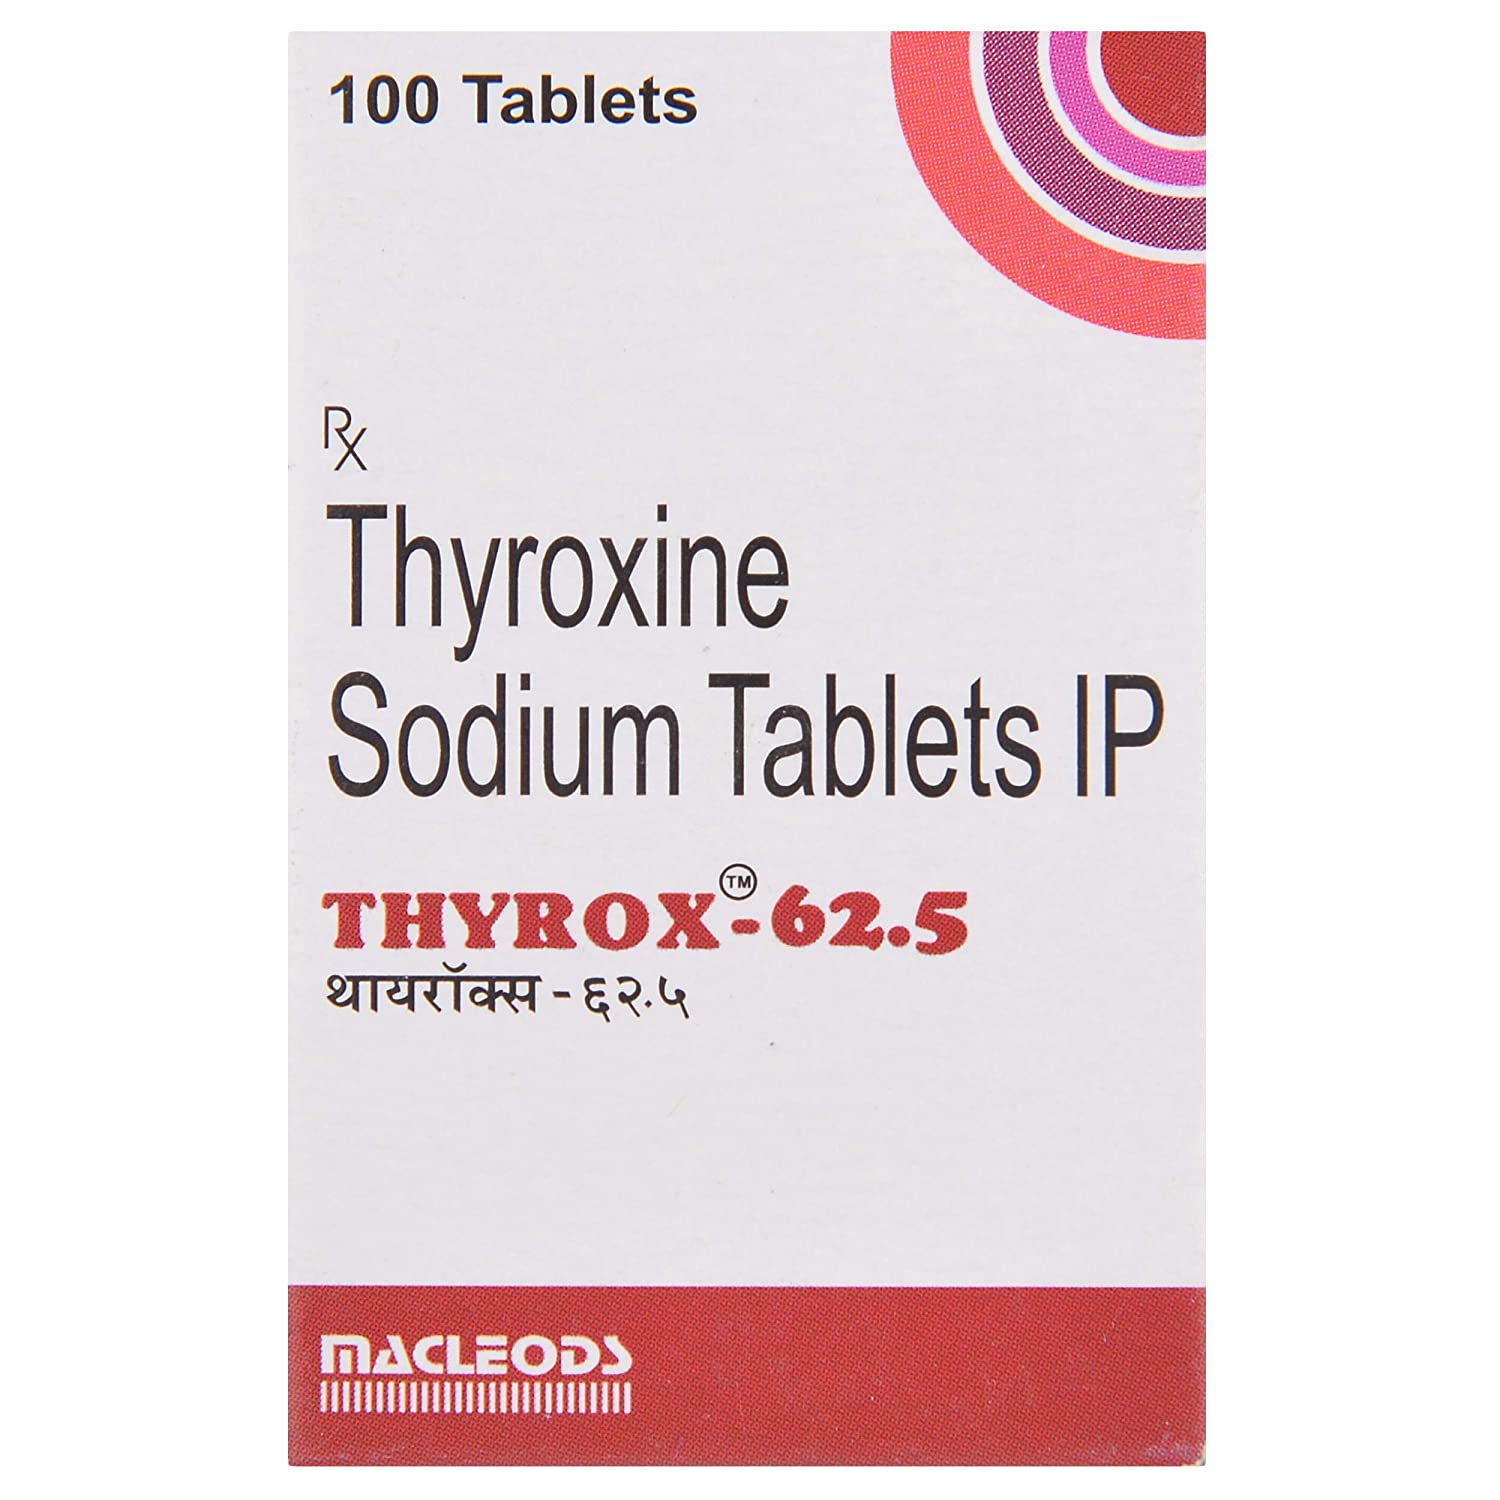 100 Tablets
Rx
Thyroxine
Sodium Tablets IP
THYROX™-62.5
थायरॉक्स - ६२.५
MACLEODS